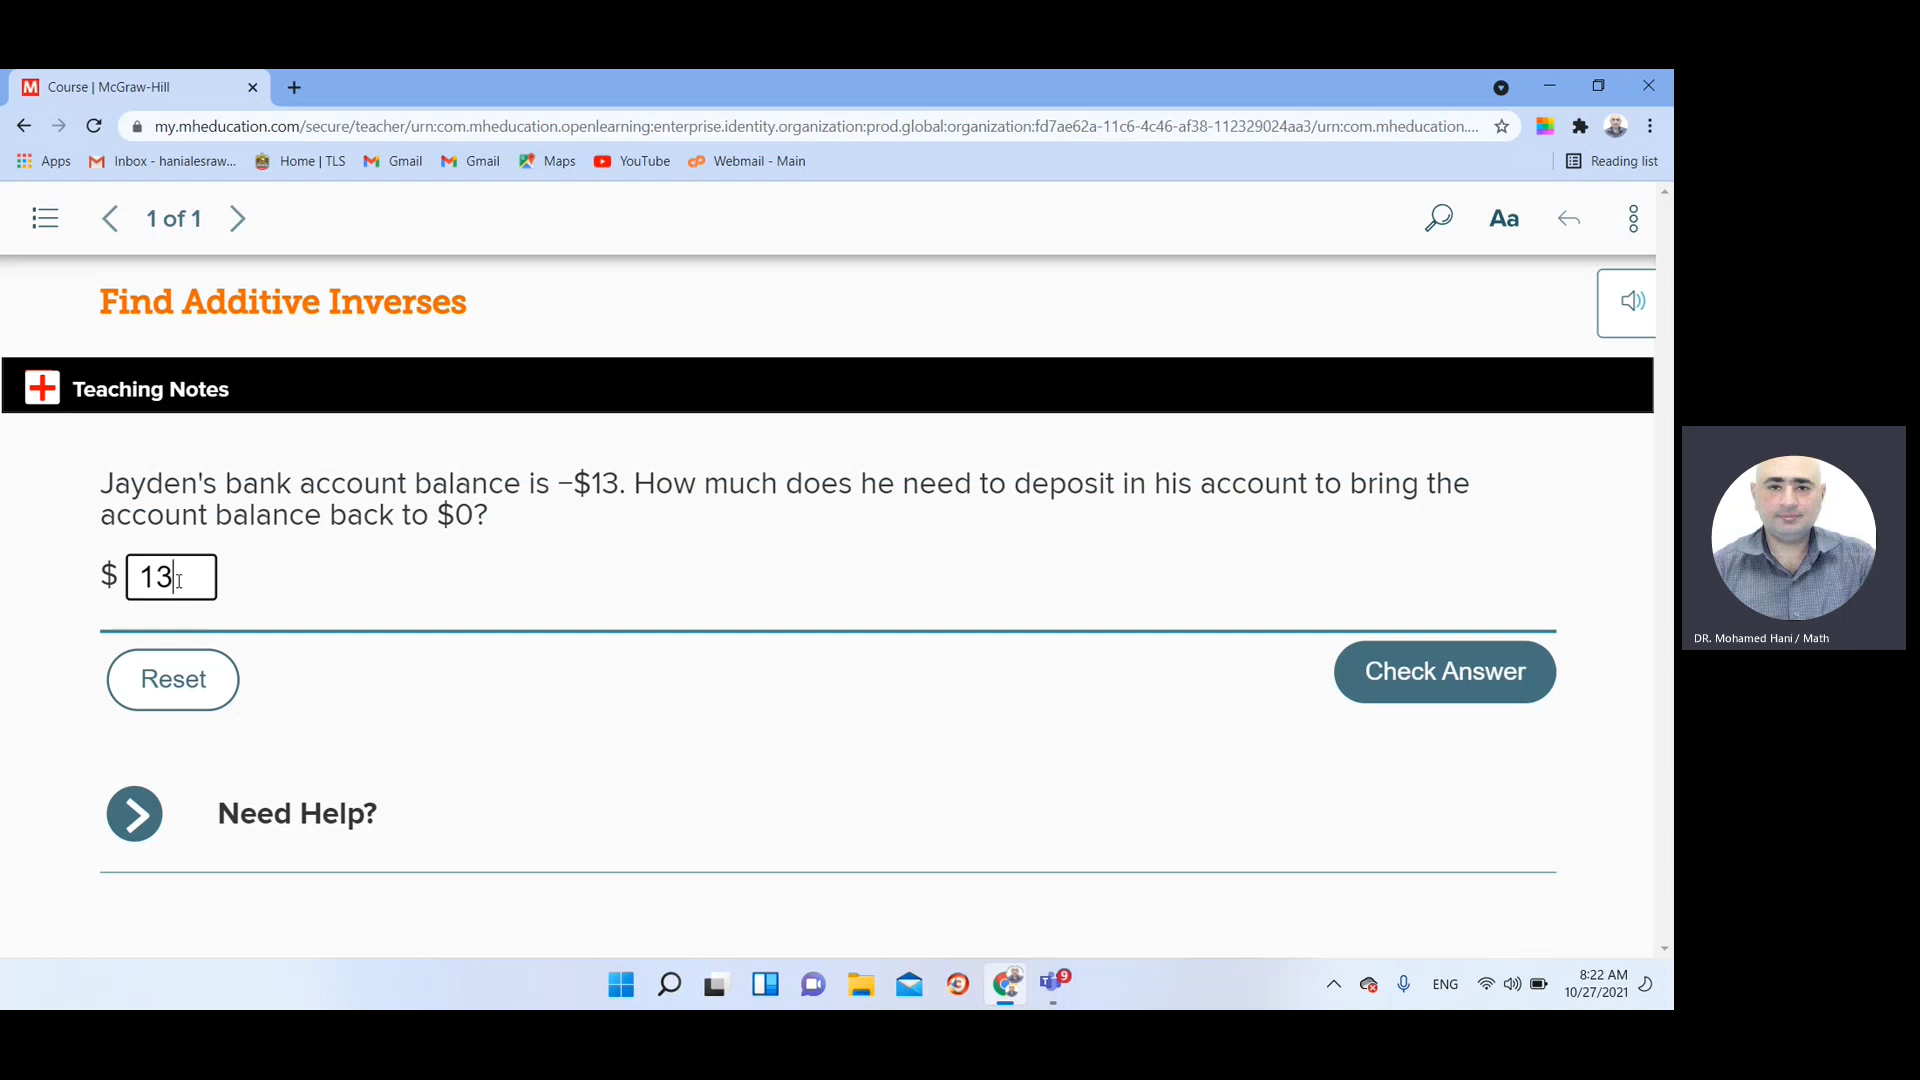 Course | McGraw-Hill
my.mheducation.com/secure/teacher/urn:com.mheducation.openlearning:enterprise.identity.organization:prod.global:organization:fd7ae62a-11c6-4c46-af38-112329024aa3/urn:com.mheducation....
Apps Inbox - hanialesraw... Home | TLS Gmail Gmail Maps YouTube Webmail - Main Reading list
1 of 1 Aa
Find Additive Inverses
Teaching Notes
Jayden's bank account balance is −$13. How much does he need to deposit in his account to bring the
account balance back to $0?
$ 13
Reset Check Answer
Need Help?
DR. Mohamed Hani / Math
9
ENG 8:22 AM
10/27/2021